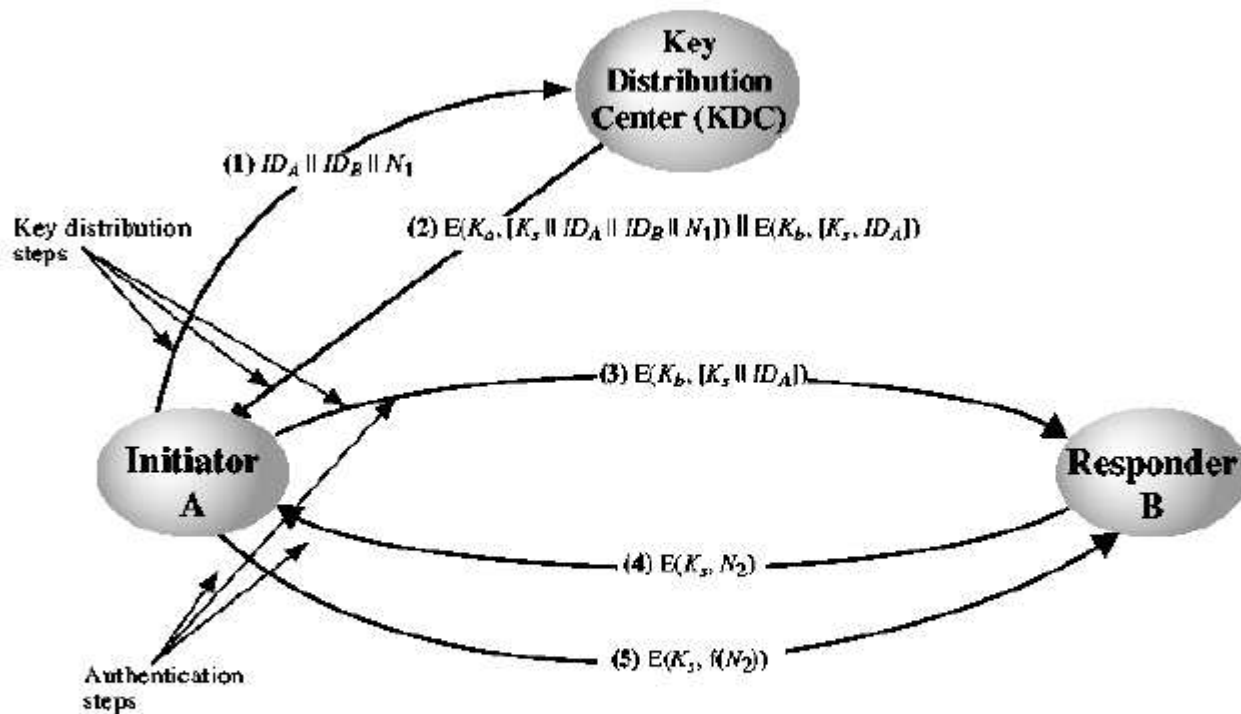 Key
Distribution
Center (KDC)
(1) ID_A || ID_B || N_1
Key distribution
steps
(2) E(K_a, [K_s || ID_A || ID_B || N_1]) || E(K_b, [K_s, ID_A])
(3) E(K_b, [K_s || ID_A])
Initiator
A
Responder
B
(4) E(K_s, N_2)
(5) E(K_s, f(N_2))
Authentication
steps